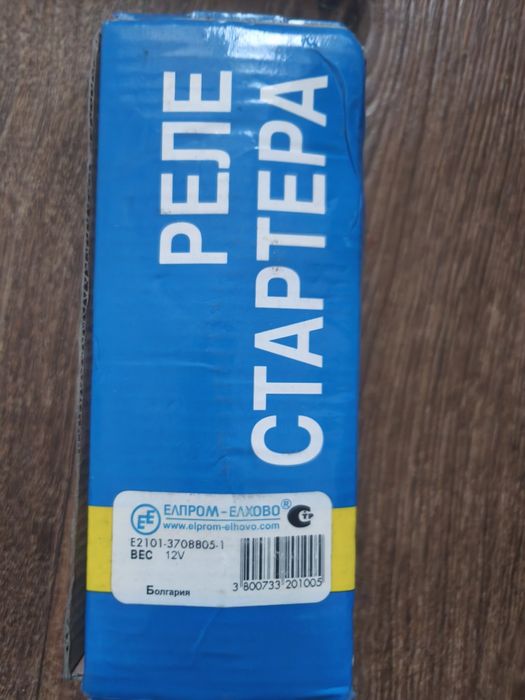 РЕЛЕ
СТАРТЕРА
ЕЛПРОМ-ЕЛХОВО®
www.elprom-elhovo.com
E2101-3708805-1
ВЕС 12V
Болгария
3 800733 201005